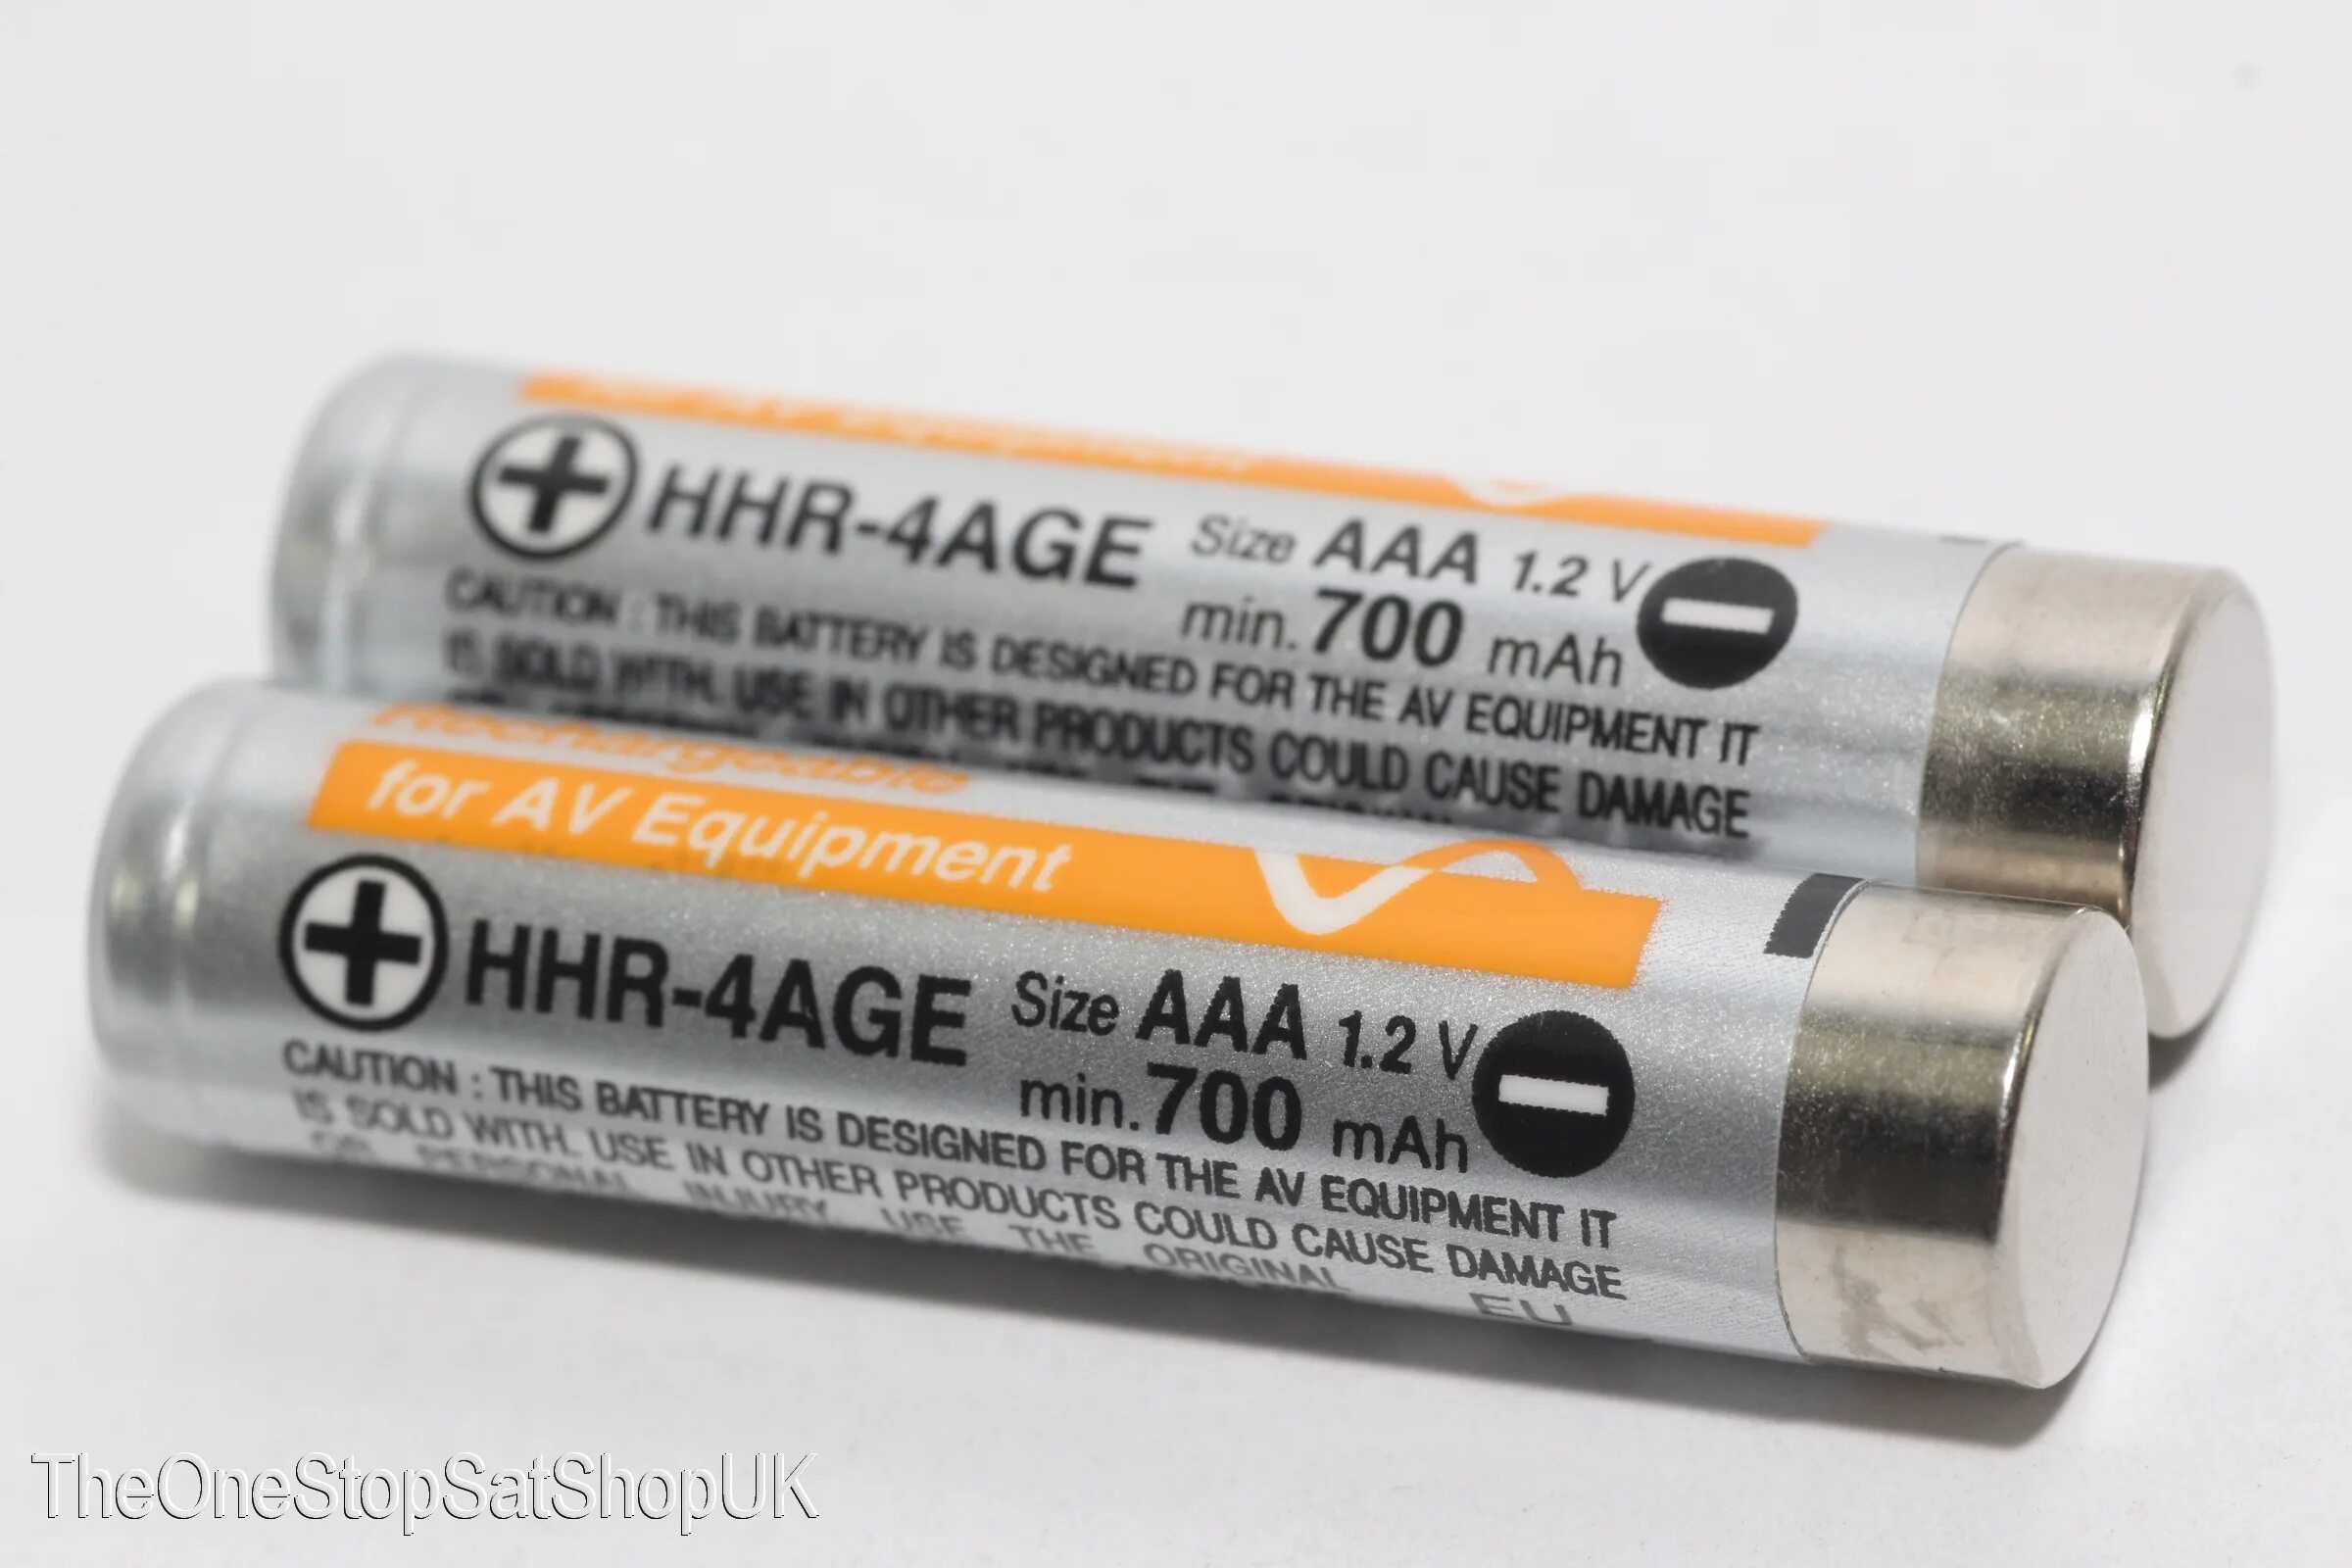 for AV Equipment
HHR-4AGE Size AAA 1.2 V
min. 700 mAh
CAUTION : THIS BATTERY IS DESIGNED FOR THE AV EQUIPMENT IT
IS SOLD WITH. USE IN OTHER PRODUCTS COULD CAUSE DAMAGE
Rechargeable
for AV Equipment
HHR-4AGE Size AAA 1.2 V
min. 700 mAh
CAUTION : THIS BATTERY IS DESIGNED FOR THE AV EQUIPMENT IT
IS SOLD WITH. USE IN OTHER PRODUCTS COULD CAUSE DAMAGE
OR PERSONAL INJURY. USE THE ORIGINAL
EU
TheOneStopSatShopUK